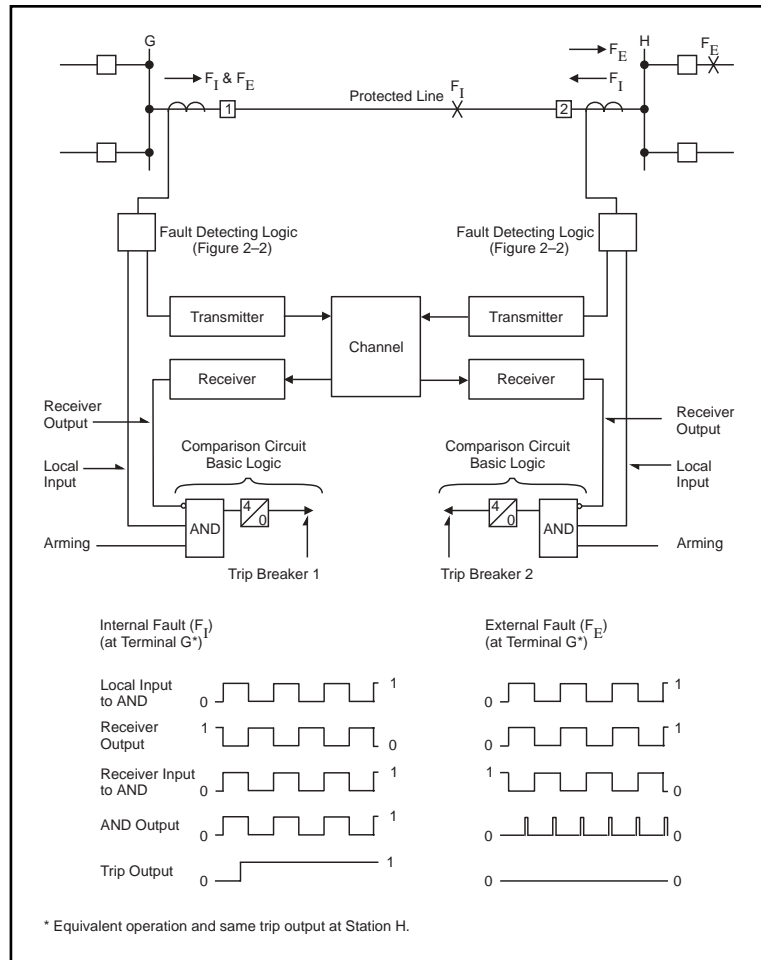 G
H
F_E
F_I & F_E
F_E
F_I
Protected Line
F_I
1
2
Fault Detecting Logic
(Figure 2–2)
Fault Detecting Logic
(Figure 2–2)
Transmitter
Transmitter
Channel
Receiver
Receiver
Receiver
Output
Receiver
Output
Comparison Circuit
Basic Logic
Comparison Circuit
Basic Logic
Local
Input
Local
Input
4
0
4
0
AND
AND
Arming
Arming
Trip Breaker 1
Trip Breaker 2
Internal Fault (F_I)
(at Terminal G*)
External Fault (F_E)
(at Terminal G*)
Local Input
to AND
0
1
0
1
Receiver
Output
1
0
0
1
Receiver Input
to AND
0
1
1
0
AND Output
0
1
0
0
Trip Output
0
1
0
0
* Equivalent operation and same trip output at Station H.